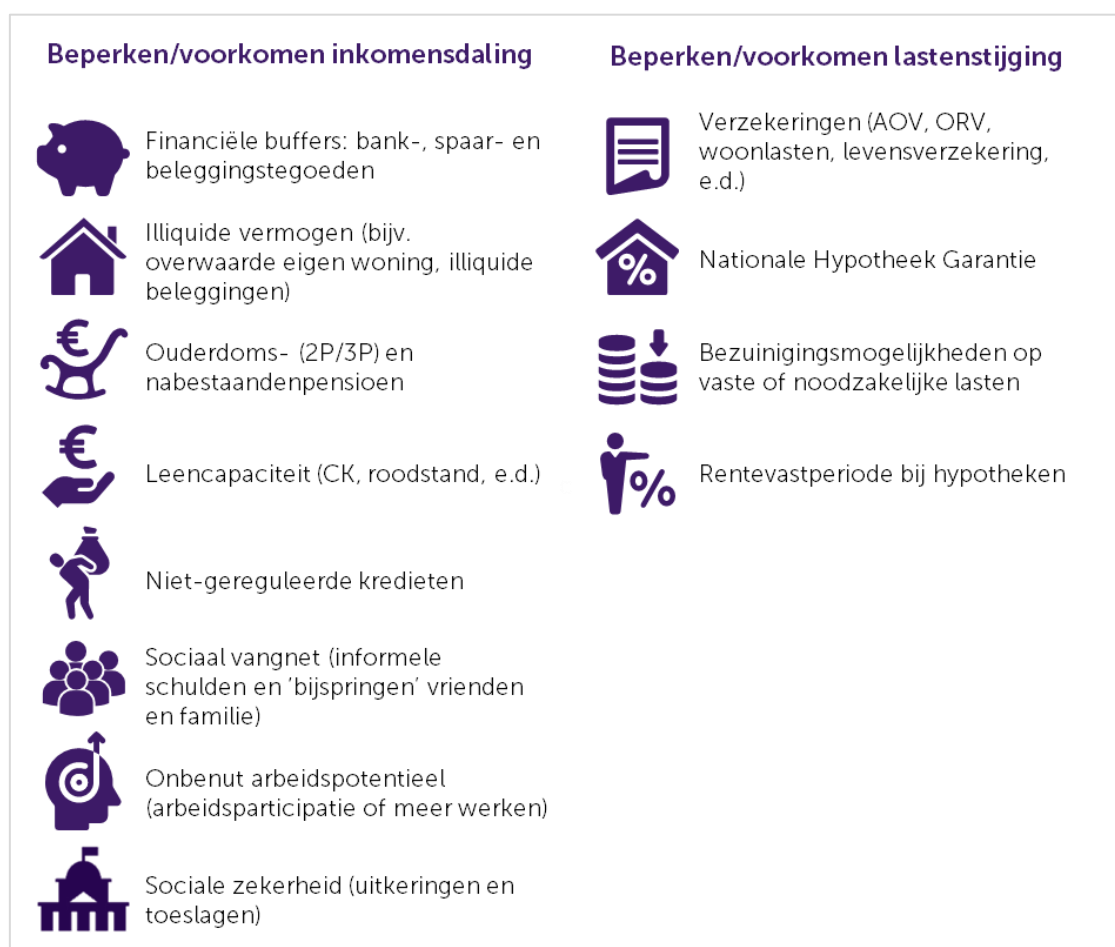 Beperken/voorkomen inkomensdaling
Financiële buffers: bank-, spaar- en
beleggingstegoeden
Illiquide vermogen (bijv.
overwaarde eigen woning, illiquide
beleggingen)
€
Ouderdoms- (2P/3P) en
nabestaandenpensioen
€
Leencapaciteit (CK, roodstand, e.d.)
Niet-gereguleerde kredieten
Sociaal vangnet (informele
schulden en ‘bijspringen’ vrienden
en familie)
Onbenut arbeidspotentieel
(arbeidsparticipatie of meer werken)
Sociale zekerheid (uitkeringen en
toeslagen)
Beperken/voorkomen lastenstijging
Verzekeringen (AOV, ORV,
woonlasten, levensverzekering,
e.d.)
%
Nationale Hypotheek Garantie
Bezuinigingsmogelijkheden op
vaste of noodzakelijke lasten
%
Rentevastperiode bij hypotheken